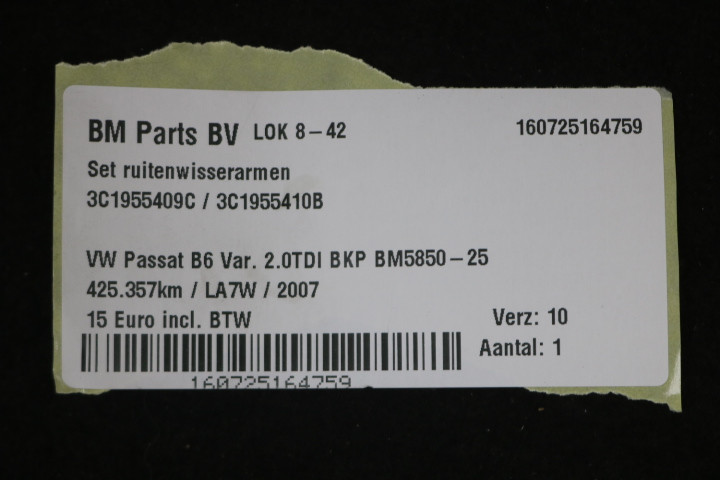 BM Parts BV LOK 8-42 160725164759
Set ruitenwisserarmen
3C1955409C / 3C1955410B
VW Passat B6 Var. 2.0TDI BKP BM5850-25
425.357km / LA7W / 2007
15 Euro incl. BTW Verz: 10
Aantal: 1
160725164759